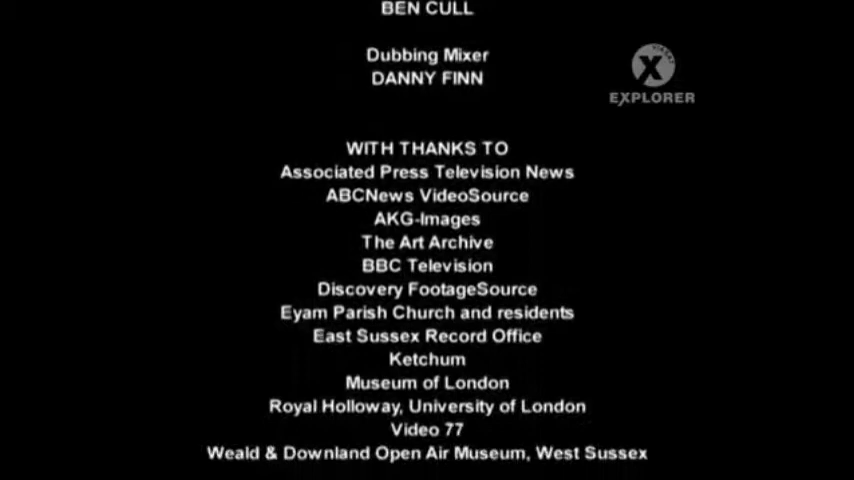 BEN CULL
Dubbing Mixer
DANNY FINN
VIASAT
X
EXPLORER
WITH THANKS TO
Associated Press Television News
ABCNews VideoSource
AKG-Images
The Art Archive
BBC Television
Discovery FootageSource
Eyam Parish Church and residents
East Sussex Record Office
Ketchum
Museum of London
Royal Holloway, University of London
Video 77
Weald & Downland Open Air Museum, West Sussex